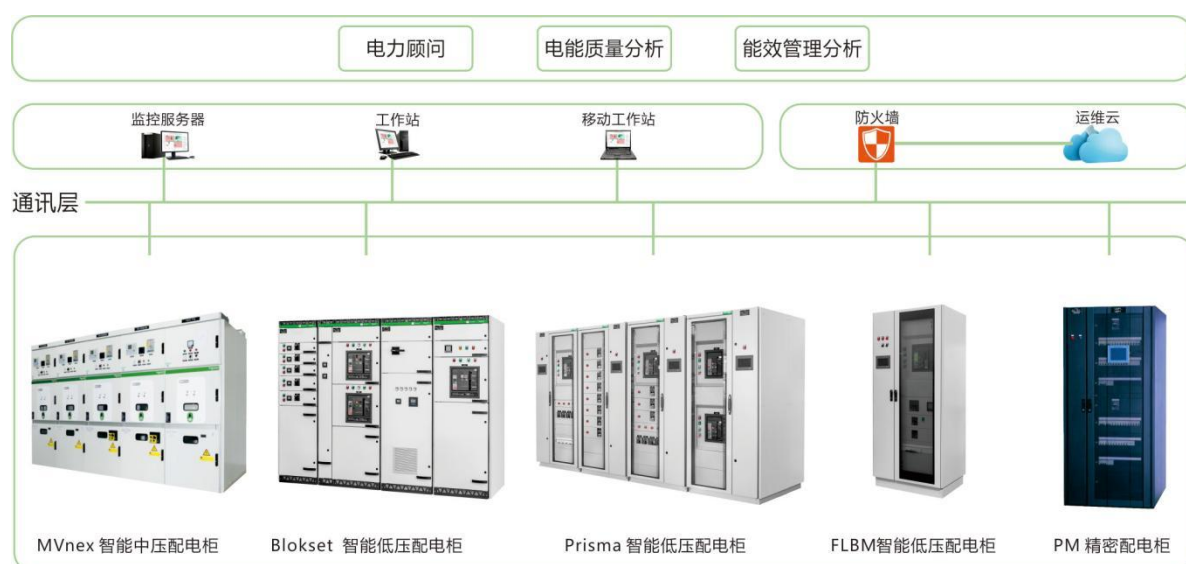 电力顾问
电能质量分析
能效管理分析
监控服务器
工作站
移动工作站
防火墙
运维云
通讯层
MVnex 智能中压配电柜
Blokset 智能低压配电柜
Prisma 智能低压配电柜
FLBM智能低压配电柜
PM 精密配电柜